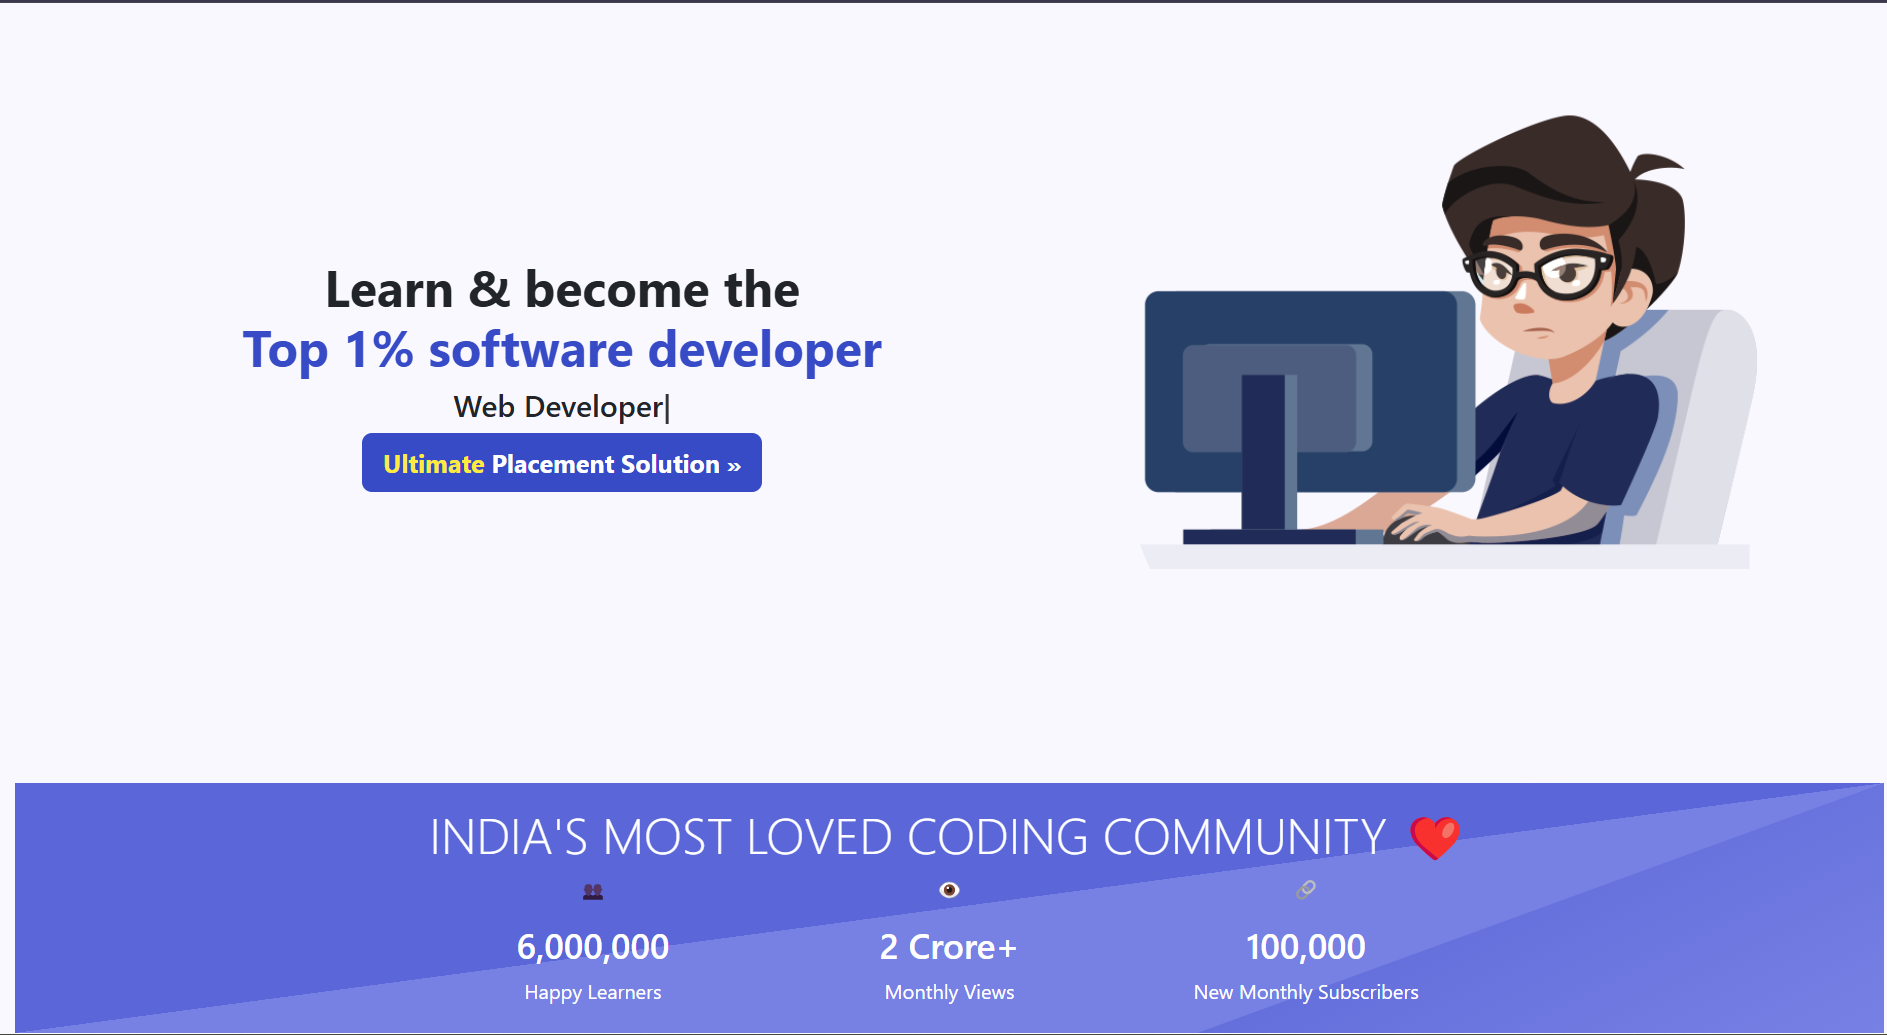 Learn & become the
Top 1% software developer
Web Developer|
Ultimate Placement Solution »
INDIA'S MOST LOVED CODING COMMUNITY ❤️
6,000,000
Happy Learners
2 Crore+
Monthly Views
100,000
New Monthly Subscribers